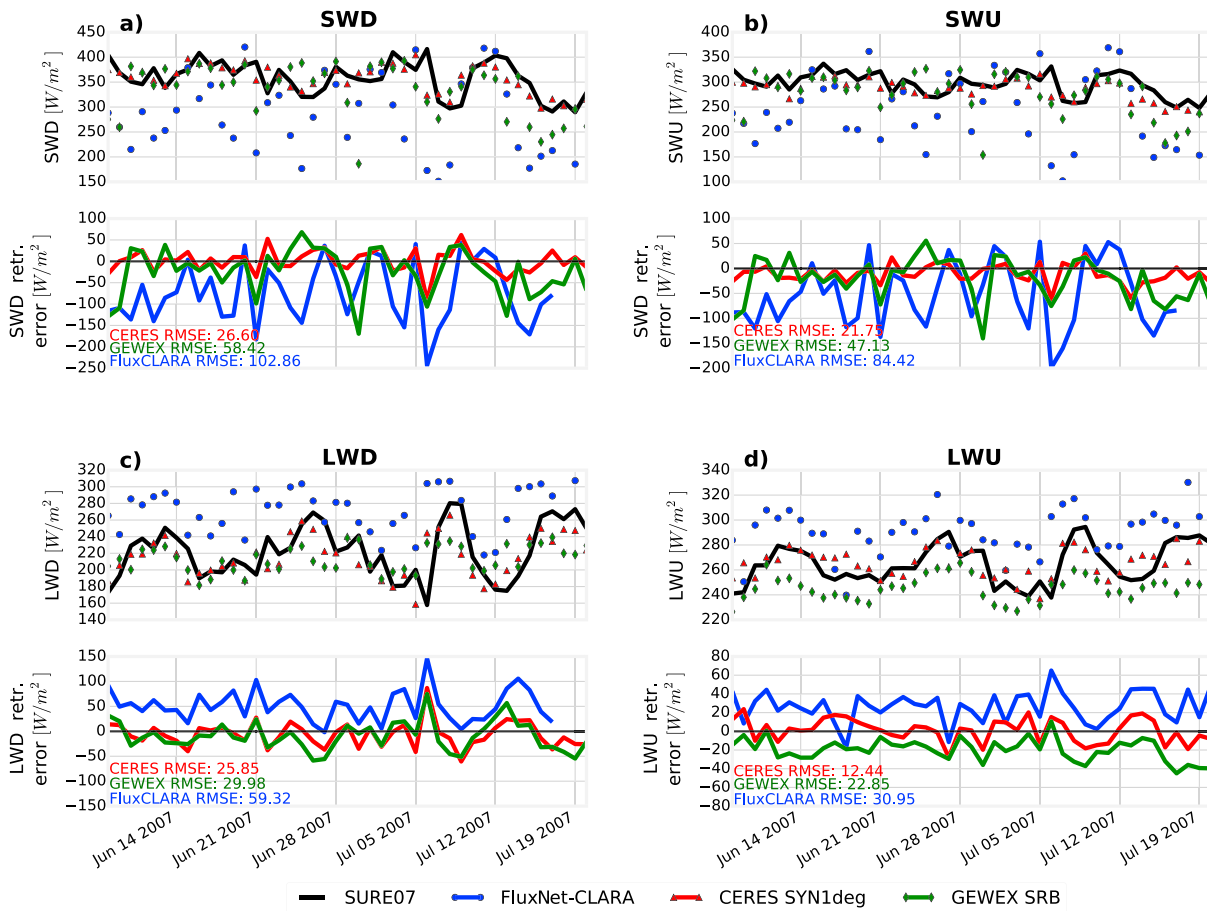 a) SWD
450
400
350
300
250
200
150
SWD [W/m²]
100
50
0
−50
−100
−150
−200
−250
SWD retr.
error [W/m²]
CERES RMSE: 26.60
GEWEX RMSE: 58.42
FluxCLARA RMSE: 102.86
b) SWU
400
350
300
250
200
150
100
SWU [W/m²]
100
50
0
−50
−100
−150
−200
SWD retr.
error [W/m²]
CERES RMSE: 21.75
GEWEX RMSE: 47.13
FluxCLARA RMSE: 84.42
c) LWD
320
300
280
260
240
220
200
180
160
140
LWD [W/m²]
150
100
50
0
−50
−100
−150
LWD retr.
error [W/m²]
CERES RMSE: 25.85
GEWEX RMSE: 29.98
FluxCLARA RMSE: 59.32
Jun 14 2007
Jun 21 2007
Jun 28 2007
Jul 05 2007
Jul 12 2007
Jul 19 2007
d) LWU
340
320
300
280
260
240
220
LWU [W/m²]
80
60
40
20
0
−20
−40
−60
−80
LWU retr.
error [W/m²]
CERES RMSE: 12.44
GEWEX RMSE: 22.85
FluxCLARA RMSE: 30.95
Jun 14 2007
Jun 21 2007
Jun 28 2007
Jul 05 2007
Jul 12 2007
Jul 19 2007
SURE07 FluxNet-CLARA CERES SYN1deg GEWEX SRB